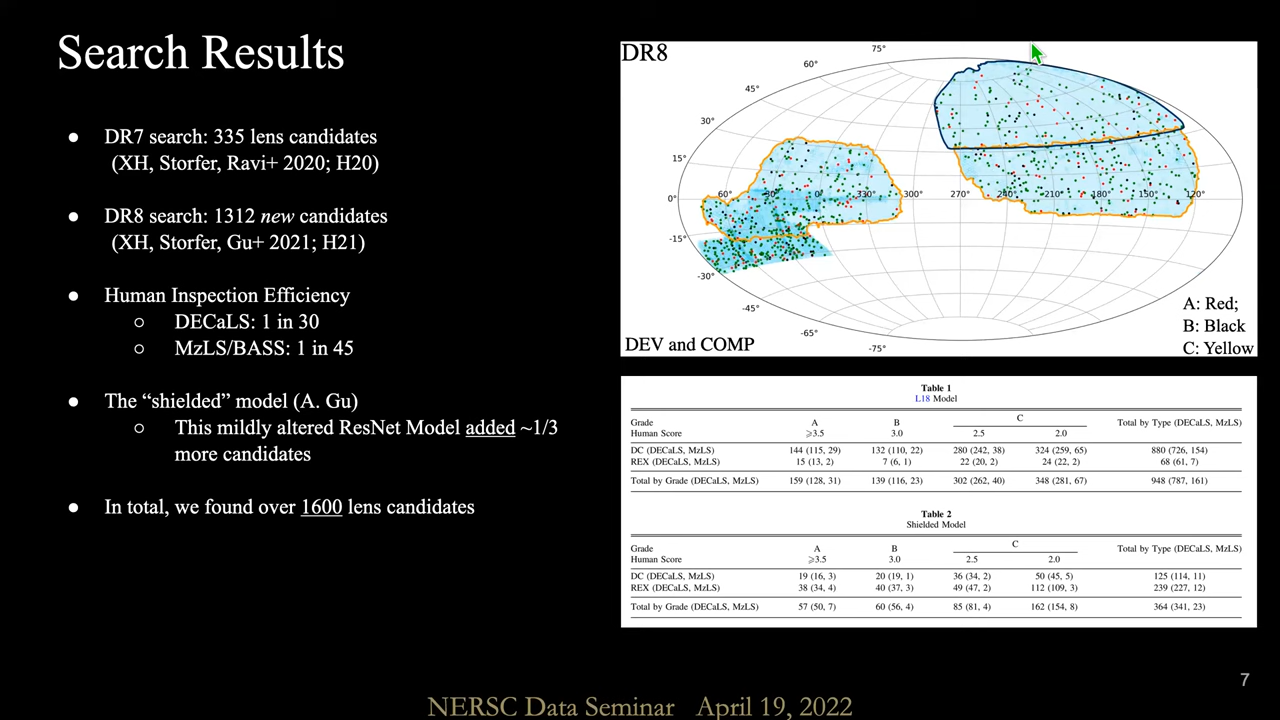 Search Results
● DR7 search: 335 lens candidates
(XH, Storfer, Ravi+ 2020; H20)
● DR8 search: 1312 new candidates
(XH, Storfer, Gu+ 2021; H21)
● Human Inspection Efficiency
○ DECaLS: 1 in 30
○ MzLS/BASS: 1 in 45
● The “shielded” model (A. Gu)
○ This mildly altered ResNet Model added ~1/3
more candidates
● In total, we found over 1600 lens candidates
DR8
75°
60°
45°
30°
15°
0°
-15°
-30°
-45°
-65°
-75°
60° 30° 0° 330° 300° 270° 240° 210° 180° 150° 120°
A: Red;
B: Black
C: Yellow
DEV and COMP
Table 1
L18 Model
Grade A B C Total by Type (DECaLS, MzLS)
Human Score ⩾3.5 3.0 2.5 2.0
DC (DECaLS, MzLS) 144 (115, 29) 132 (110, 22) 280 (242, 38) 324 (259, 65) 880 (726, 154)
REX (DECaLS, MzLS) 15 (13, 2) 7 (6, 1) 22 (20, 2) 24 (22, 2) 68 (61, 7)
Total by Grade (DECaLS, MzLS) 159 (128, 31) 139 (116, 23) 302 (262, 40) 348 (281, 67) 948 (787, 161)
Table 2
Shielded Model
Grade A B C Total by Type (DECaLS, MzLS)
Human Score ⩾3.5 3.0 2.5 2.0
DC (DECaLS, MzLS) 19 (16, 3) 20 (19, 1) 36 (34, 2) 50 (45, 5) 125 (114, 11)
REX (DECaLS, MzLS) 38 (34, 4) 40 (37, 3) 49 (47, 2) 112 (109, 3) 239 (227, 12)
Total by Grade (DECaLS, MzLS) 57 (50, 7) 60 (56, 4) 85 (81, 4) 162 (154, 8) 364 (341, 23)
7
NERSC Data Seminar April 19, 2022